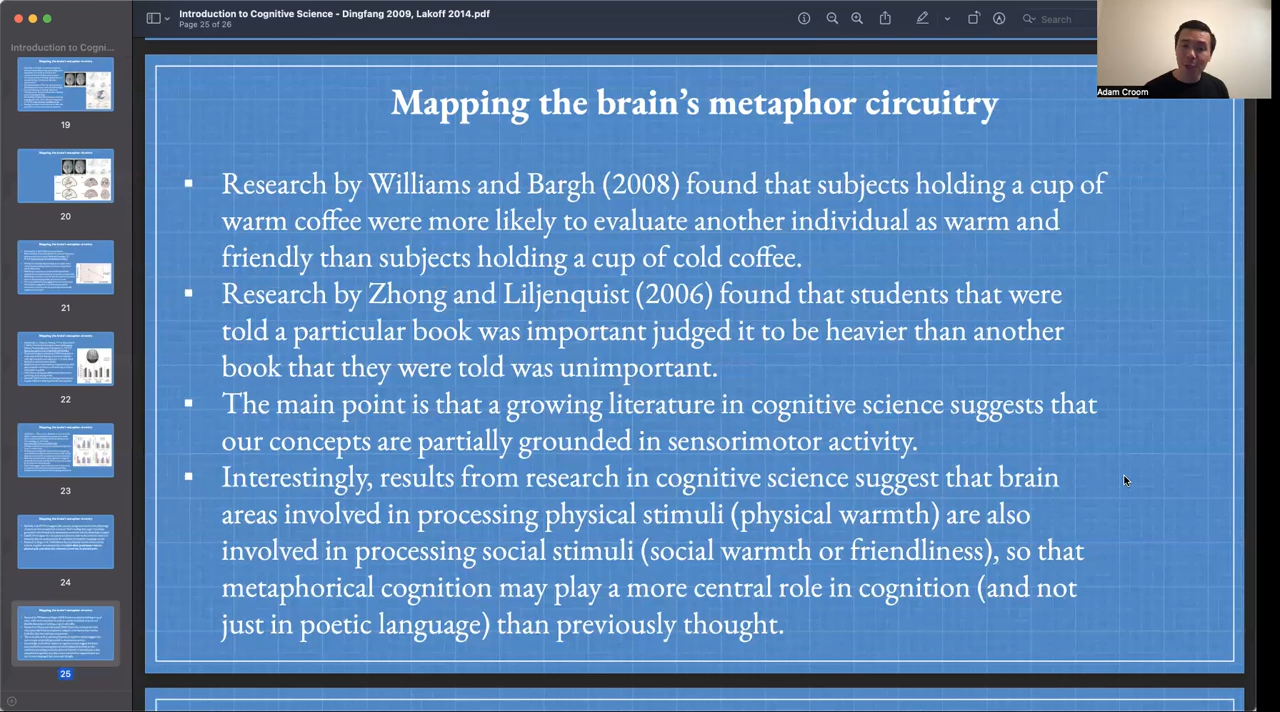 Introduction to Cognitive Science - Dingfang 2009, Lakoff 2014.pdf
Page 25 of 26
Search
Adam Croom
Introduction to Cogni...
19
20
21
22
23
24
25
Mapping the brain's metaphor circuitry
▪ Research by Williams and Bargh (2008) found that subjects holding a cup of
warm coffee were more likely to evaluate another individual as warm and
friendly than subjects holding a cup of cold coffee.
▪ Research by Zhong and Liljenquist (2006) found that students that were
told a particular book was important judged it to be heavier than another
book that they were told was unimportant.
▪ The main point is that a growing literature in cognitive science suggests that
our concepts are partially grounded in sensorimotor activity.
▪ Interestingly, results from research in cognitive science suggest that brain
areas involved in processing physical stimuli (physical warmth) are also
involved in processing social stimuli (social warmth or friendliness), so that
metaphorical cognition may play a more central role in cognition (and not
just in poetic language) than previously thought.